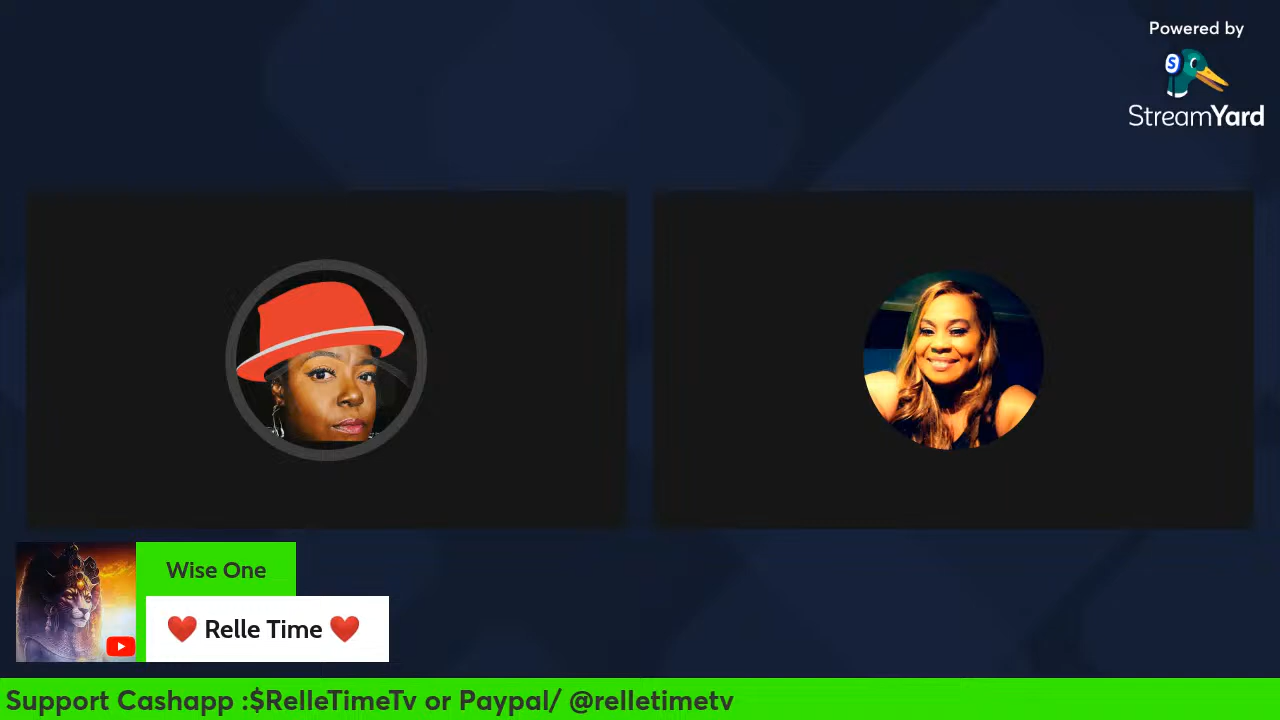 Powered by
S
StreamYard
Wise One
❤️ Relle Time ❤️
Support Cashapp :$RelleTimeTv or Paypal/ @relletimetv